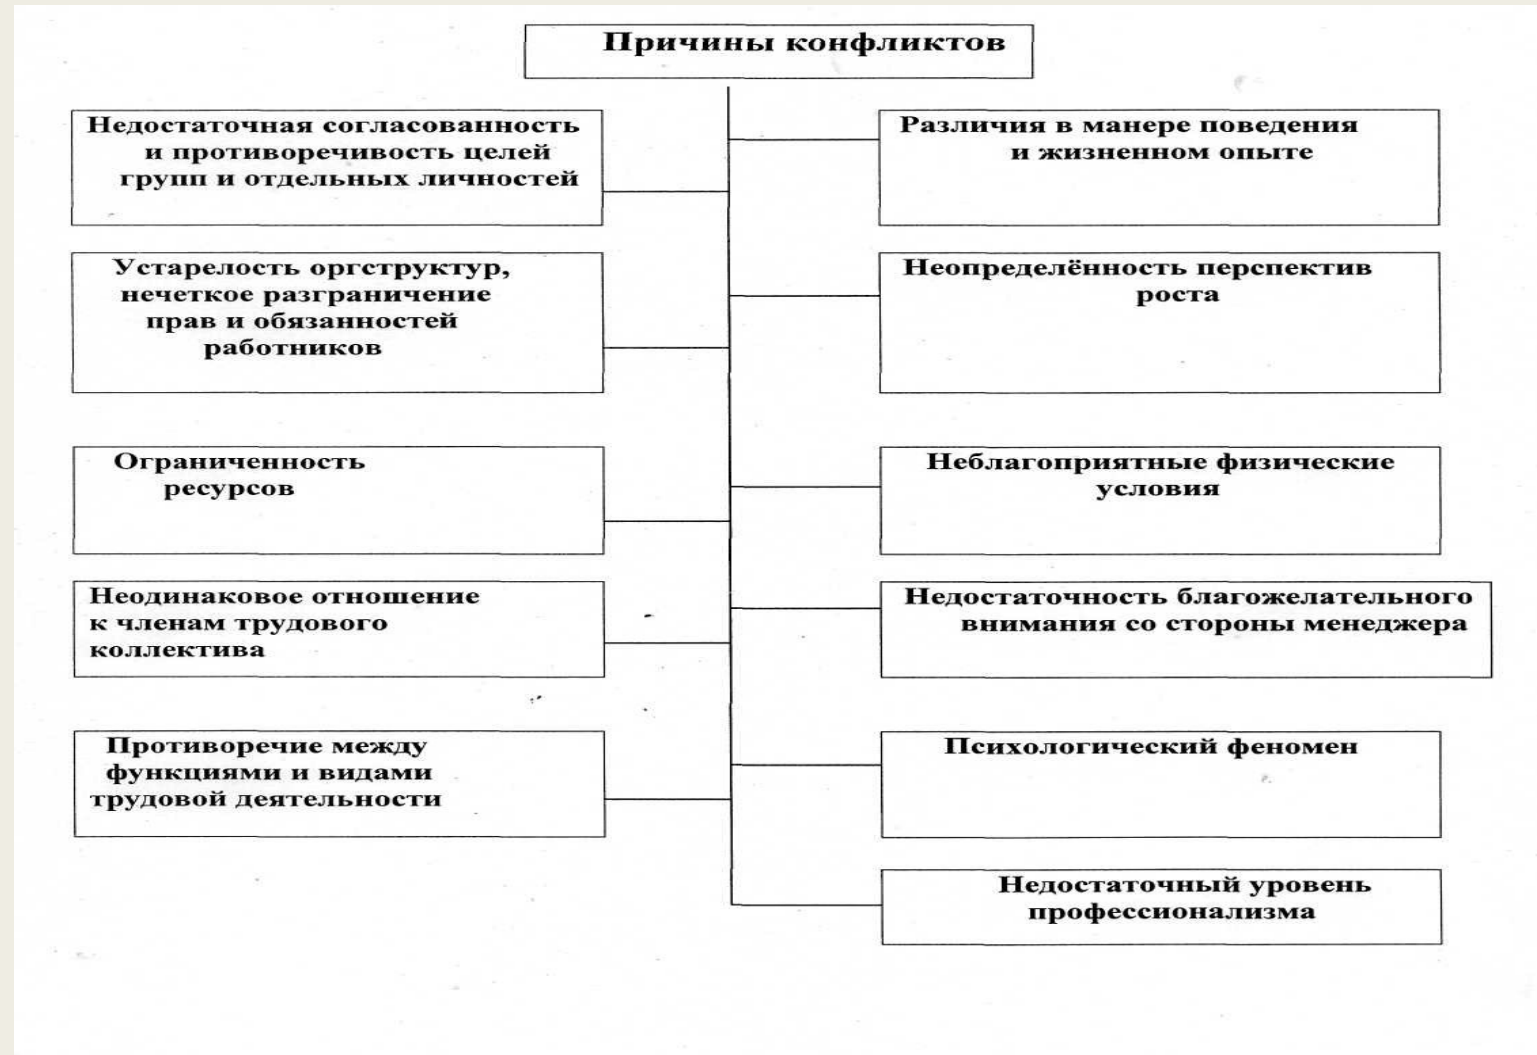 Причины конфликтов
Недостаточная согласованность
и противоречивость целей
групп и отдельных личностей
Устарелость оргструктур,
нечеткое разграничение
прав и обязанностей
работников
Ограниченность
ресурсов
Неодинаковое отношение
к членам трудового
коллектива
Противоречие между
функциями и видами
трудовой деятельности
Различия в манере поведения
и жизненном опыте
Неопределённость перспектив
роста
Неблагоприятные физические
условия
Недостаточность благожелательного
внимания со стороны менеджера
Психологический феномен
Недостаточный уровень
профессионализма